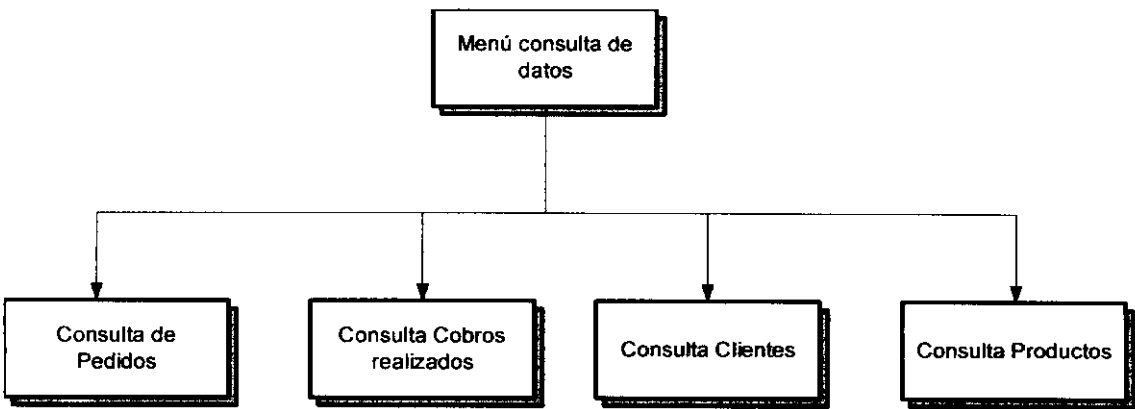 Menú consulta de
datos
Consulta de
Pedidos
Consulta Cobros
realizados
Consulta Clientes
Consulta Productos